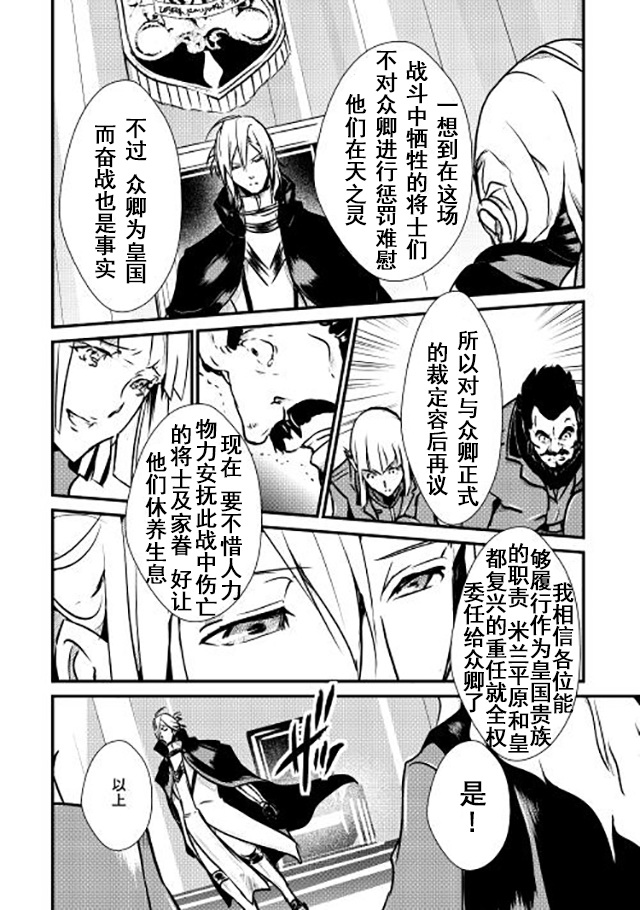 一想到在这场
战斗中牺牲的将士们
不对众卿进行惩罚难慰
他们在天之灵
不过 众卿为皇国
而奋战也是事实
所以对与众卿正式
的裁定容后再议
现在 要不惜人力
物力安抚此战中伤亡
的将士及家眷 好让
他们休养生息
我相信各位能
够履行作为皇国贵族
的职责 米兰平原和皇
都复兴的重任就全权
委任给众卿了
是！
以上